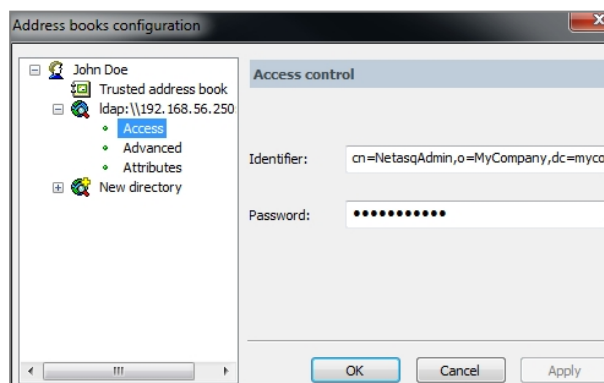 Address books configuration
John Doe
Trusted address book
ldap:\\192.168.56.250
Access
Advanced
Attributes
New directory
Access control
Identifier: cn=NetasqAdmin,o=MyCompany,dc=myco
Password: •••••••••••
OK Cancel Apply